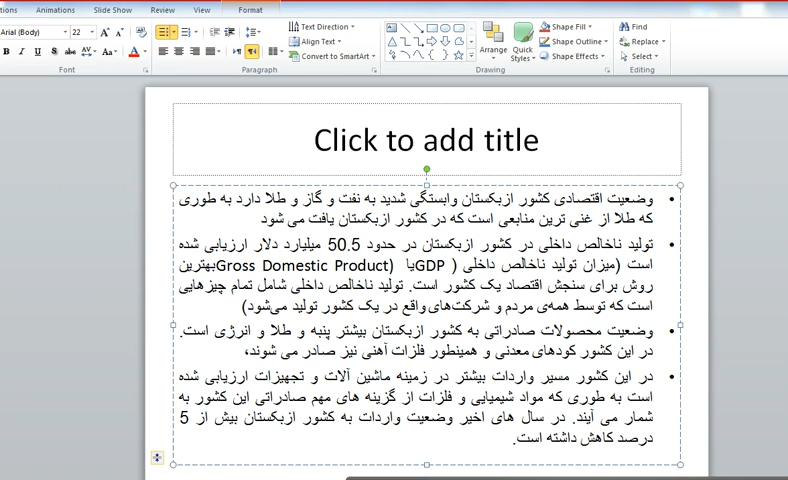 tions Animations Slide Show Review View Format
Arial (Body) 22 A A Text Direction Shape Fill Find
B I U S abc AV Aa A Align Text Shape Outline Replace
Convert to SmartArt Arrange Quick Styles Shape Effects Select
Font Paragraph Drawing Editing
Click to add title
• وضعیت اقتصادی کشور ازبکستان وابستگی شدید به نفت و گاز و طلا دارد به طوری
که طلا از غنی ترین منابعی است که در کشور ازبکستان یافت می شود
• تولید ناخالص داخلی در کشور ازبکستان در حدود 50.5 میلیارد دلار ارزیابی شده
است (میزان تولید ناخالص داخلی ( GDPیا (Gross Domestic Productبهترین
روش برای سنجش اقتصاد یک کشور است. تولید ناخالص داخلی شامل تمام چیزهایی
است که توسط همه‌ی مردم و شرکت‌های واقع در یک کشور تولید می‌شود)
• وضعیت محصولات صادراتی به کشور ازبکستان بیشتر پنبه و طلا و انرژی است.
در این کشور کودهای معدنی و همینطور فلزات آهنی نیز صادر می شوند،
• در این کشور مسیر واردات بیشتر در زمینه ماشین آلات و تجهیزات ارزیابی شده
است به طوری که مواد شیمیایی و فلزات از گزینه های مهم صادراتی این کشور به
شمار می آیند. در سال های اخیر وضعیت واردات به کشور ازبکستان بیش از 5
درصد کاهش داشته است.